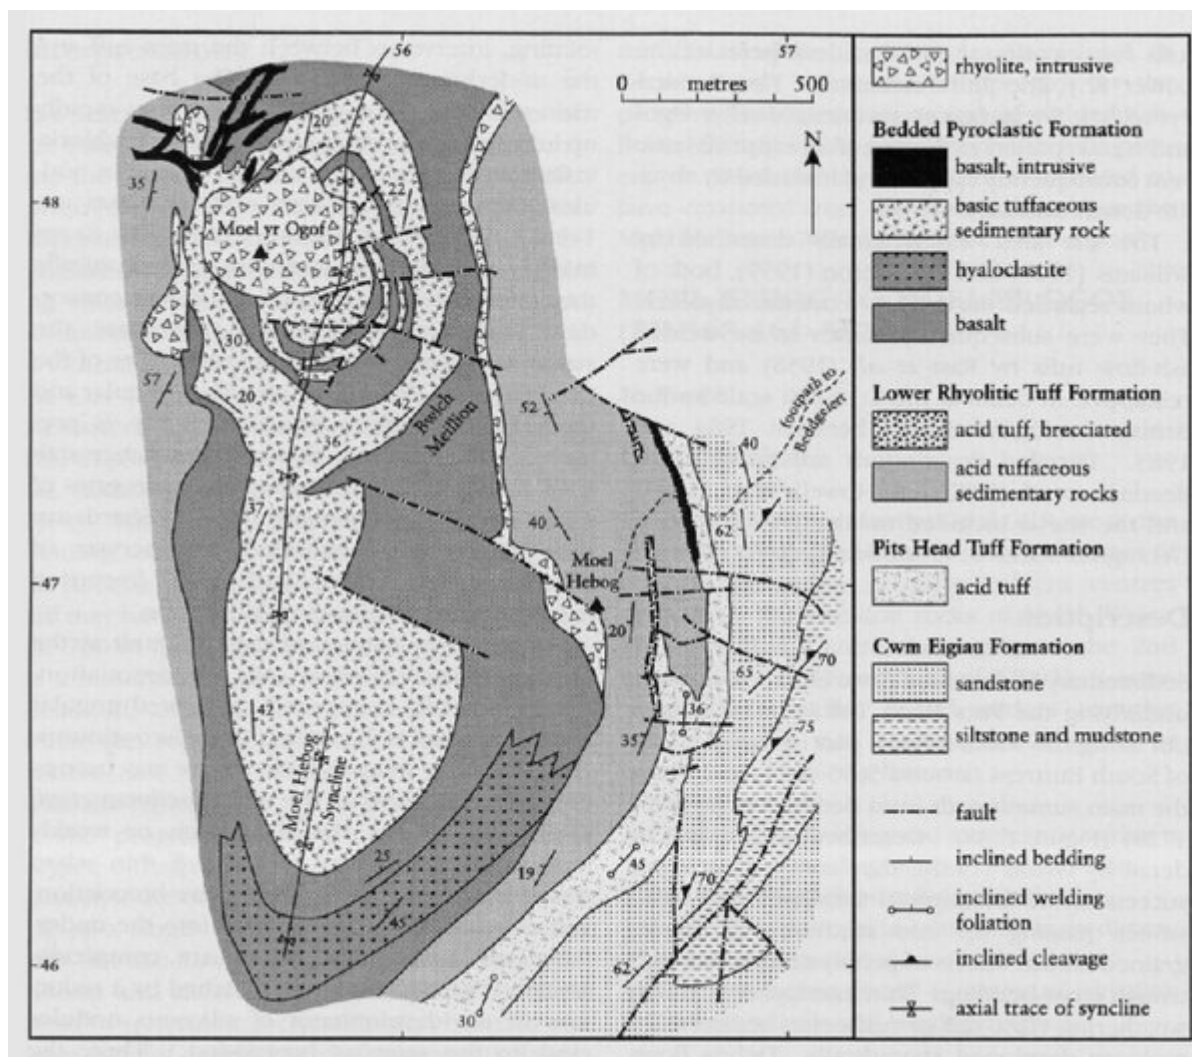 56
57
0 metres 500
N
20
35
48
22
Moel yr Ogof
30
57
20
42
Bwlch
Meillion
36
52
footpath to
Beddgelert
40
37
40
62
47
Moel
Hebog
20
70
65
36
35
75
42
Moel Hebog
Syncline
25
19
45
70
45
46
62
30
rhyolite, intrusive
Bedded Pyroclastic Formation
basalt, intrusive
basic tuffaceous
sedimentary rock
hyaloclastite
basalt
Lower Rhyolitic Tuff Formation
acid tuff, brecciated
acid tuffaceous
sedimentary rocks
Pits Head Tuff Formation
acid tuff
Cwm Eigiau Formation
sandstone
siltstone and mudstone
fault
inclined bedding
inclined welding
foliation
inclined cleavage
axial trace of syncline